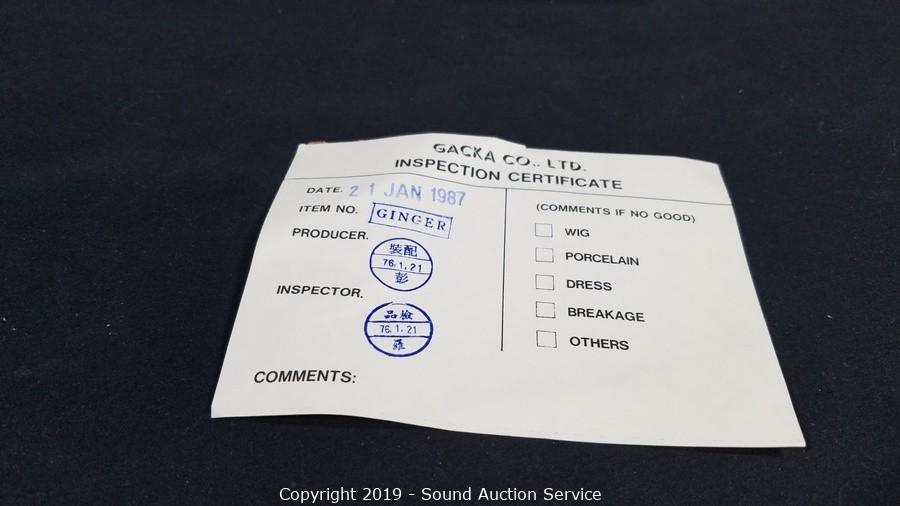 GACKA CO., LTD.
INSPECTION CERTIFICATE
DATE. 21 JAN 1987
ITEM NO. GINGER
PRODUCER.
裝配
76.1.21
彭
INSPECTOR.
品檢
76.1.21
羅
COMMENTS:
(COMMENTS IF NO GOOD)
WIG
PORCELAIN
DRESS
BREAKAGE
OTHERS
Copyright 2019 - Sound Auction Service